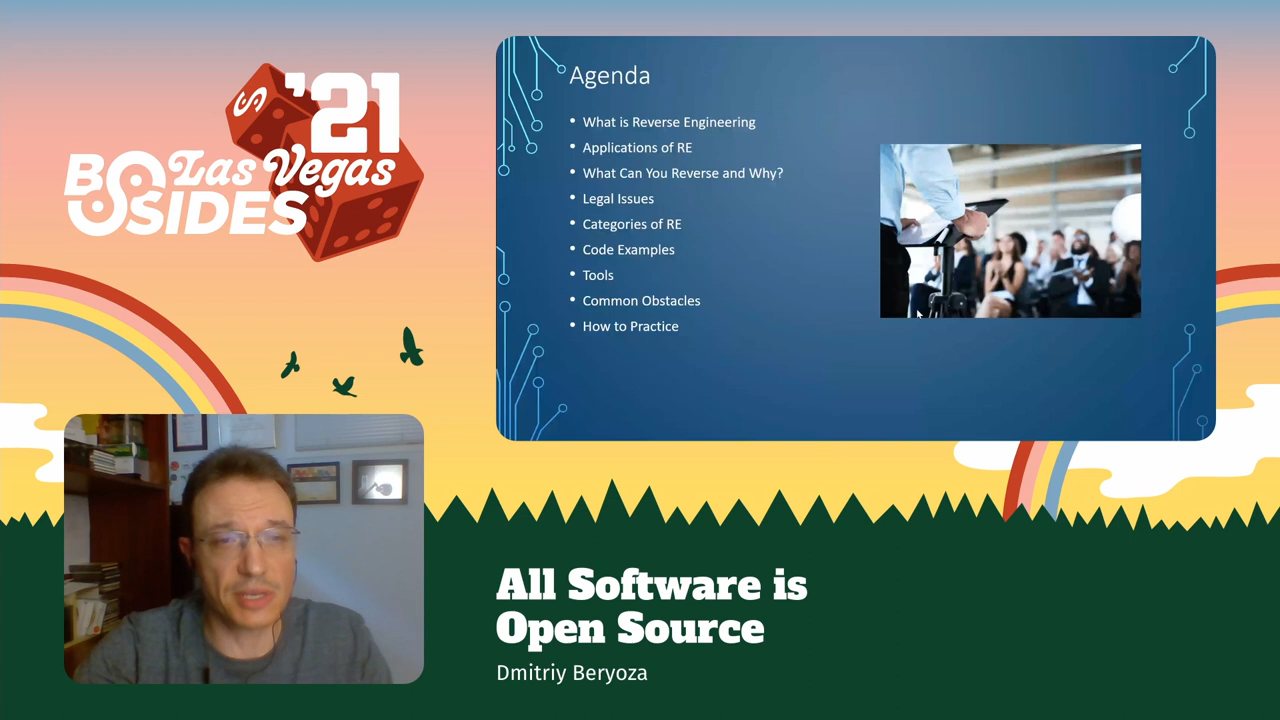 '21
BSIDES Las Vegas
S
Agenda
• What is Reverse Engineering
• Applications of RE
• What Can You Reverse and Why?
• Legal Issues
• Categories of RE
• Code Examples
• Tools
• Common Obstacles
• How to Practice
All Software is
Open Source
Dmitriy Beryoza